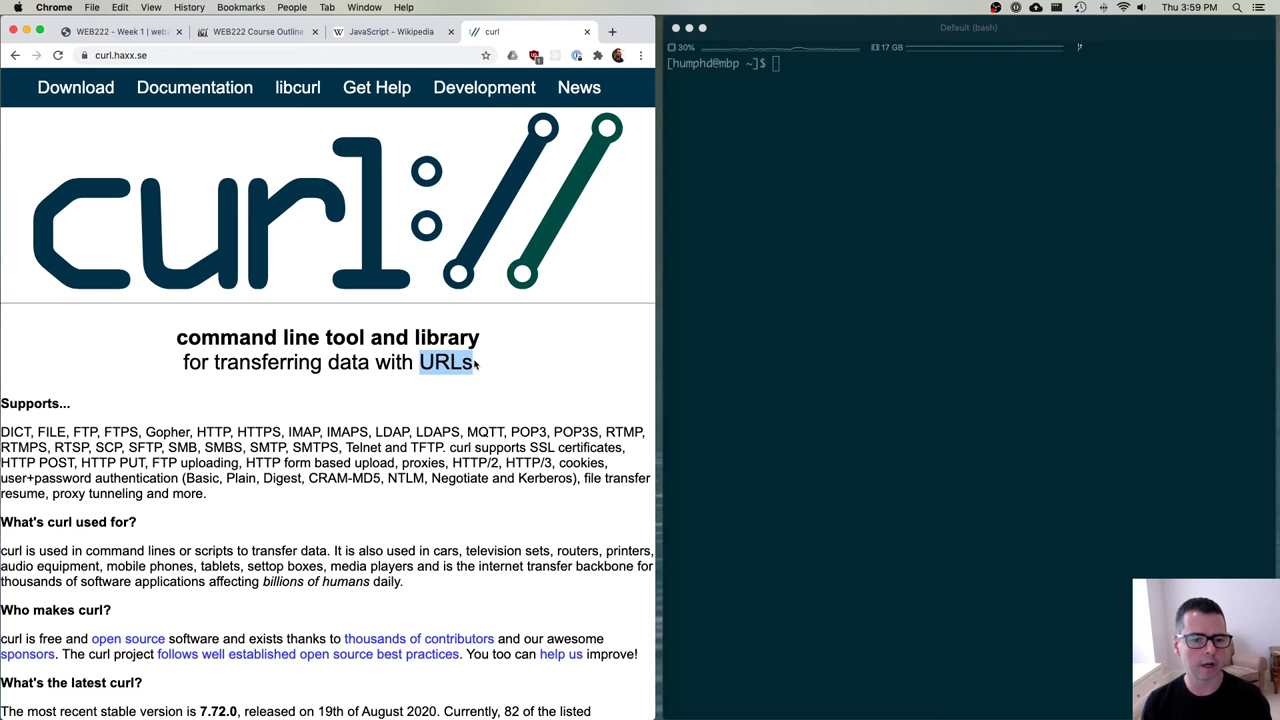 Chrome File Edit View History Bookmarks People Tab Window Help Thu 3:59 PM
WEB222 - Week 1 | web2
WEB222Course Outline
JavaScript - Wikipedia
curl
Default (bash)
curl.haxx.se
30%
17 GB
[humphd@mbp ~]$
Download Documentation libcurl Get Help Development News
curl://
command line tool and library
for transferring data with URLs
Supports...
DICT, FILE, FTP, FTPS, Gopher, HTTP, HTTPS, IMAP, IMAPS, LDAP, LDAPS, MQTT, POP3, POP3S, RTMP,
RTMPS, RTSP, SCP, SFTP, SMB, SMBS, SMTP, SMTPS, Telnet and TFTP. curl supports SSL certificates,
HTTP POST, HTTP PUT, FTP uploading, HTTP form based upload, proxies, HTTP/2, HTTP/3, cookies,
user+password authentication (Basic, Plain, Digest, CRAM-MD5, NTLM, Negotiate and Kerberos), file transfer
resume, proxy tunneling and more.
What's curl used for?
curl is used in command lines or scripts to transfer data. It is also used in cars, television sets, routers, printers,
audio equipment, mobile phones, tablets, settop boxes, media players and is the internet transfer backbone for
thousands of software applications affecting billions of humans daily.
Who makes curl?
curl is free and open source software and exists thanks to thousands of contributors and our awesome
sponsors. The curl project follows well established open source best practices. You too can help us improve!
What's the latest curl?
The most recent stable version is 7.72.0, released on 19th of August 2020. Currently, 82 of the listed